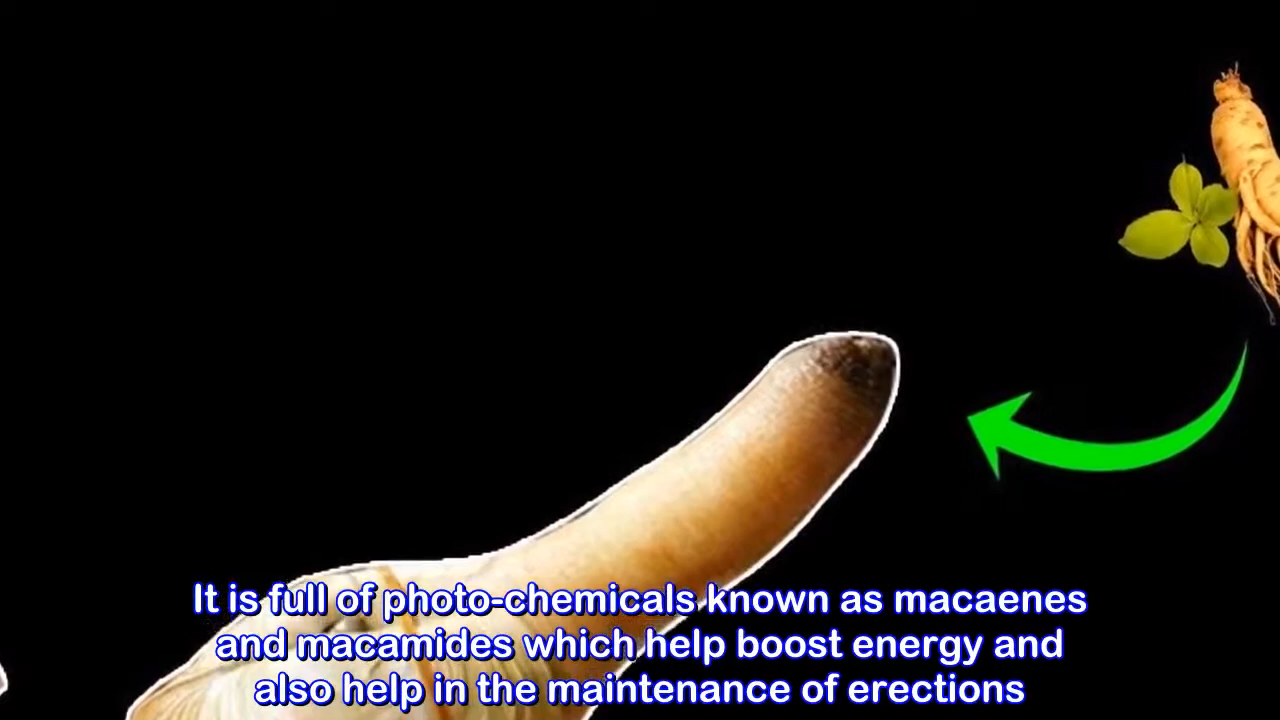 It is full of photo-chemicals known as macaenes
and macamides which help boost energy and
also help in the maintenance of erections